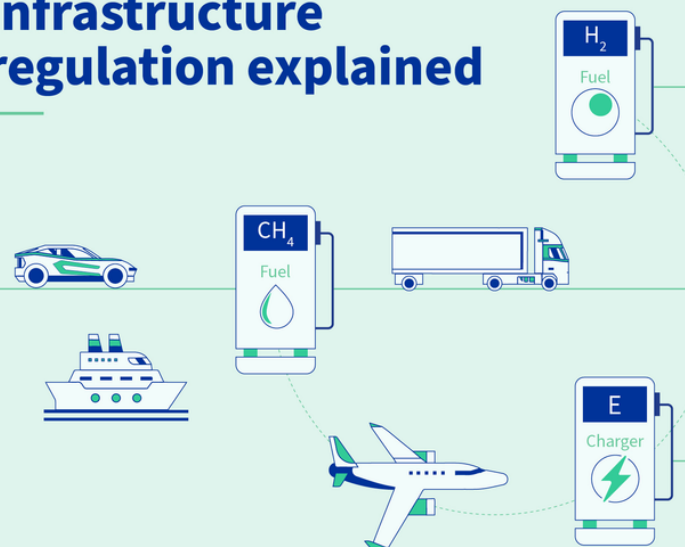 nfrastructure
regulation explained
H₂
Fuel
CH₄
Fuel
E
Charger